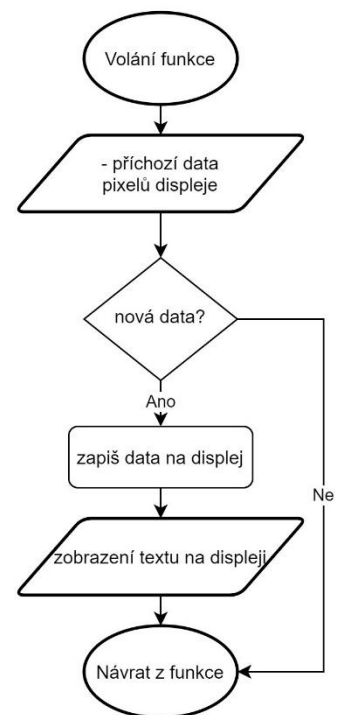 Volání funkce
- příchozí data
pixelů displeje
nová data?
Ano
zapiš data na displej
Ne
zobrazení textu na displeji
Návrat z funkce